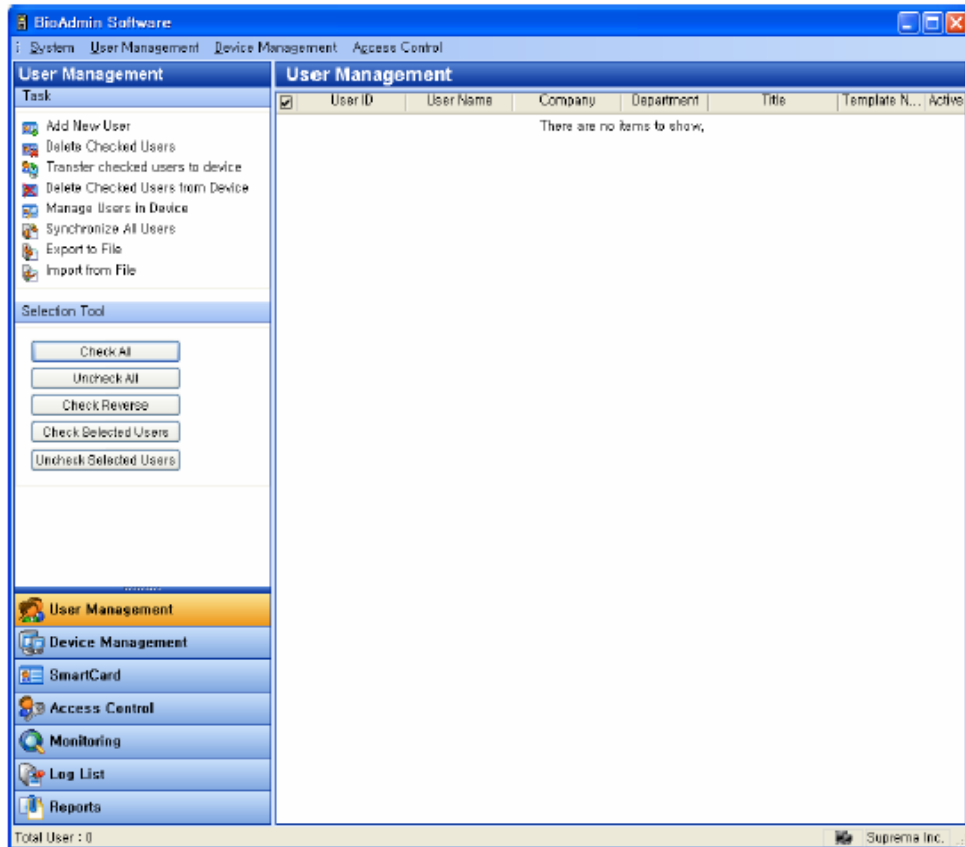 BioAdmin Software
System User Management Device Management Access Control
User Management
Task
Add New User
Delete Checked Users
Transfer checked users to device
Delete Checked Users from Device
Manage Users in Device
Synchronize All Users
Export to File
Import from File
Selection Tool
Check All
Uncheck All
Check Reverse
Check Selected Users
Uncheck Selected Users
User Management
Device Management
SmartCard
Access Control
Monitoring
Log List
Reports
User Management
User ID User Name Company Department Title Template N... Active
There are no items to show,
Total User : 0 Suprema Inc.